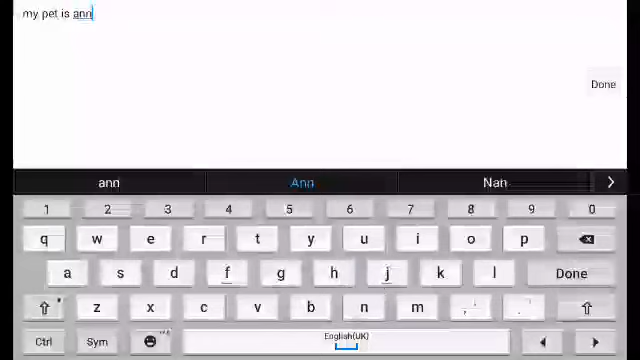 my pet is ann
Done
ann Ann Nan
1 2 3 4 5 6 7 8 9 0
q w e r t y u i o p
a s d f g h j k l Done
z x c v b n m , .
Ctrl Sym English(UK)